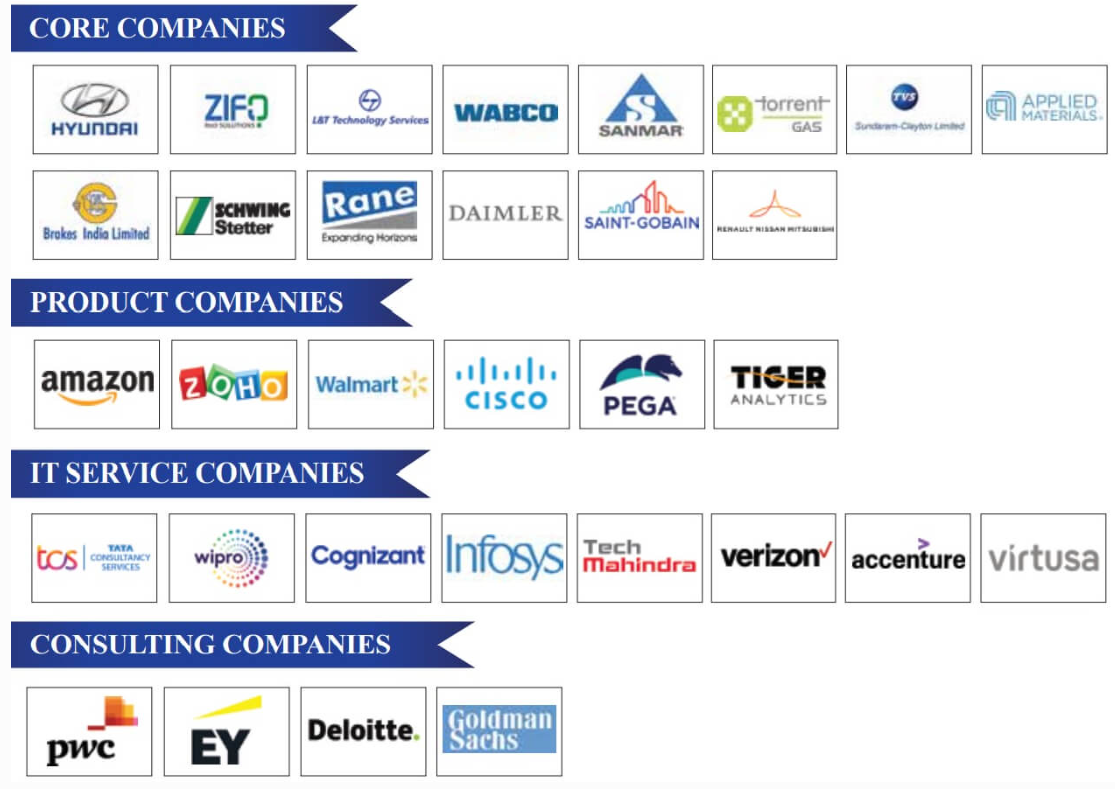 CORE COMPANIES
HYUNDAI
ZIFO
RnD SOLUTIONS
L&T Technology Services
WABCO
S
SANMAR
torrent
GAS
TVS
Sundaram-Clayton Limited
APPLIED
MATERIALS
Brakes India Limited
SCHWING
Stetter
Rane
Expanding Horizons
DAIMLER
SAINT-GOBAIN
RENAULT NISSAN MITSUBISHI
PRODUCT COMPANIES
amazon
ZOHO
Walmart
CISCO
PEGA
TIGER
ANALYTICS
IT SERVICE COMPANIES
tcs
TATA
CONSULTANCY
SERVICES
wipro
Cognizant
Infosys
Tech
Mahindra
verizon
accenture
virtusa
CONSULTING COMPANIES
pwc
EY
Deloitte.
Goldman
Sachs